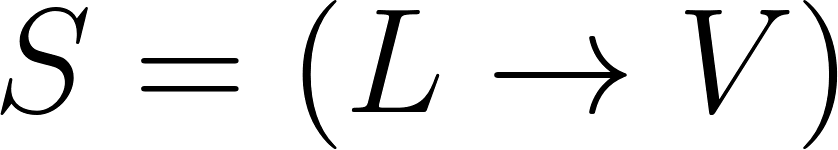 S = (L → V)